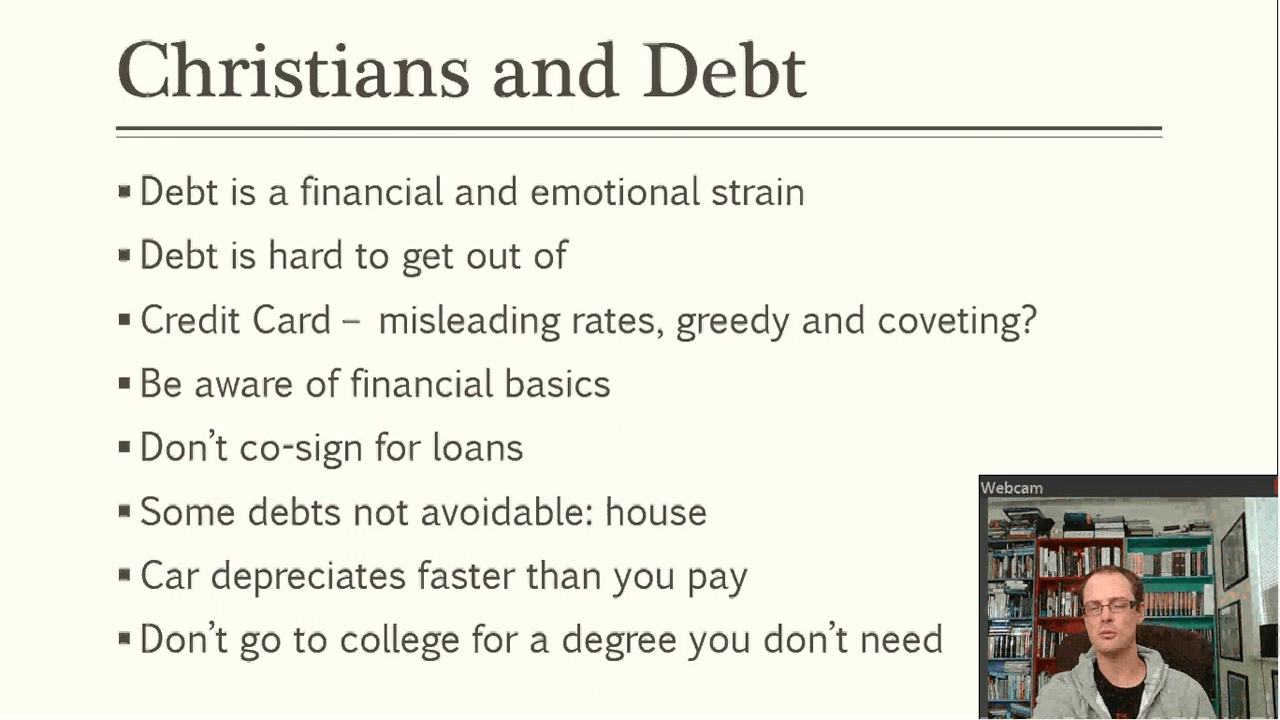 Christians and Debt
▪ Debt is a financial and emotional strain
▪ Debt is hard to get out of
▪ Credit Card – misleading rates, greedy and coveting?
▪ Be aware of financial basics
▪ Don’t co-sign for loans
▪ Some debts not avoidable: house
▪ Car depreciates faster than you pay
▪ Don’t go to college for a degree you don’t need
Webcam